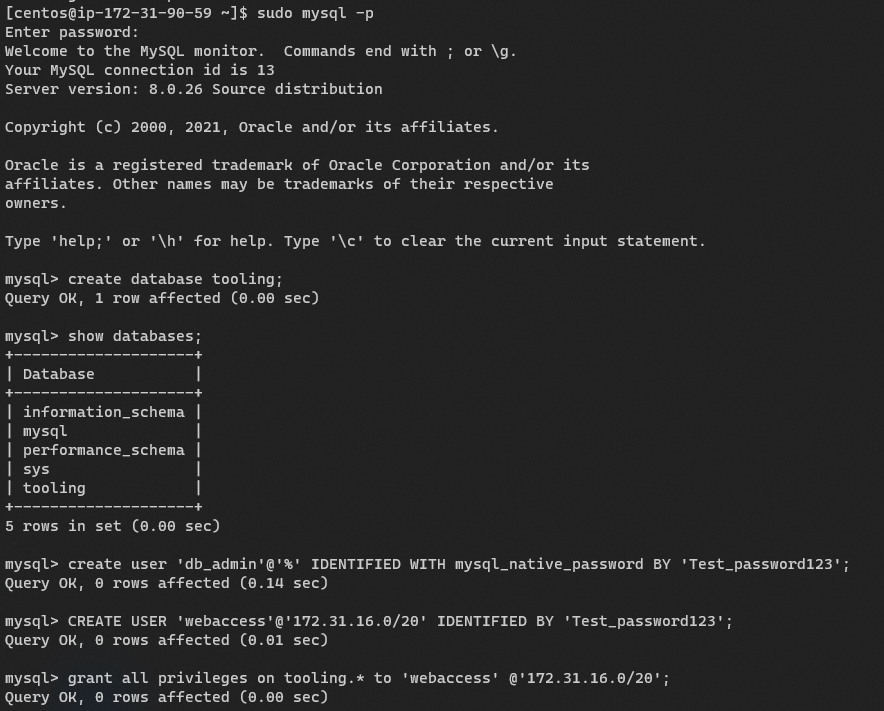 [centos@ip-172-31-90-59 ~]$ sudo mysql -p
Enter password:
Welcome to the MySQL monitor.  Commands end with ; or \g.
Your MySQL connection id is 13
Server version: 8.0.26 Source distribution

Copyright (c) 2000, 2021, Oracle and/or its affiliates.

Oracle is a registered trademark of Oracle Corporation and/or its
affiliates. Other names may be trademarks of their respective
owners.

Type 'help;' or '\h' for help. Type '\c' to clear the current input statement.

mysql> create database tooling;
Query OK, 1 row affected (0.00 sec)

mysql> show databases;
+--------------------+
| Database           |
+--------------------+
| information_schema |
| mysql              |
| performance_schema |
| sys                |
| tooling            |
+--------------------+
5 rows in set (0.00 sec)

mysql> create user 'db_admin'@'%' IDENTIFIED WITH mysql_native_password BY 'Test_password123';
Query OK, 0 rows affected (0.14 sec)

mysql> CREATE USER 'webaccess'@'172.31.16.0/20' IDENTIFIED BY 'Test_password123';
Query OK, 0 rows affected (0.01 sec)

mysql> grant all privileges on tooling.* to 'webaccess' @'172.31.16.0/20';
Query OK, 0 rows affected (0.00 sec)